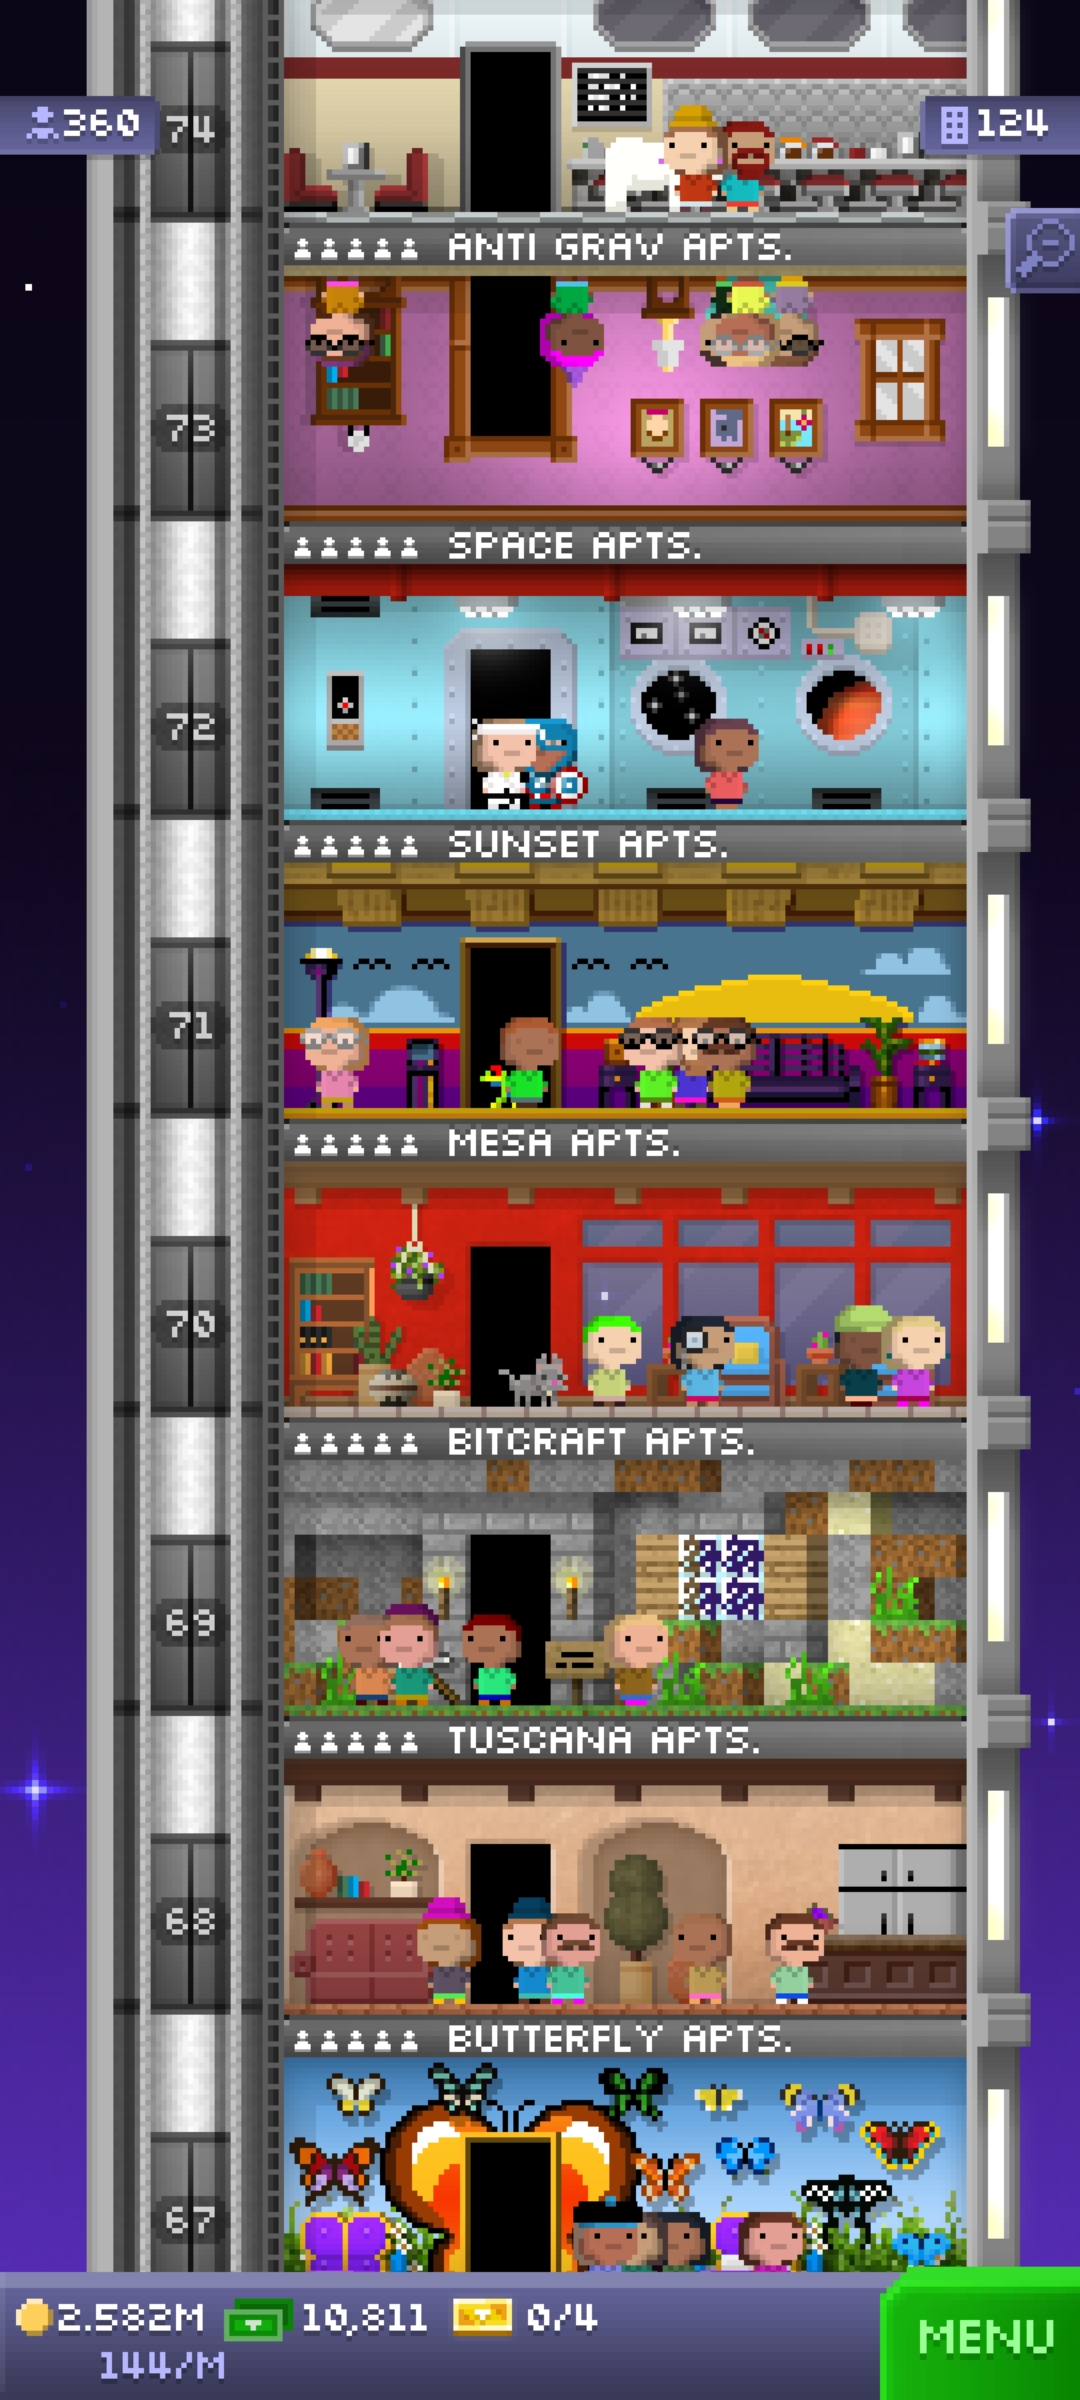 360
74
124
ANTI GRAV APTS.
73
SPACE APTS.
72
SUNSET APTS.
71
MESA APTS.
70
BITCRAFT APTS.
69
TUSCANA APTS.
68
BUTTERFLY APTS.
67
2.582M 10,811 0/4
144/M
MENU